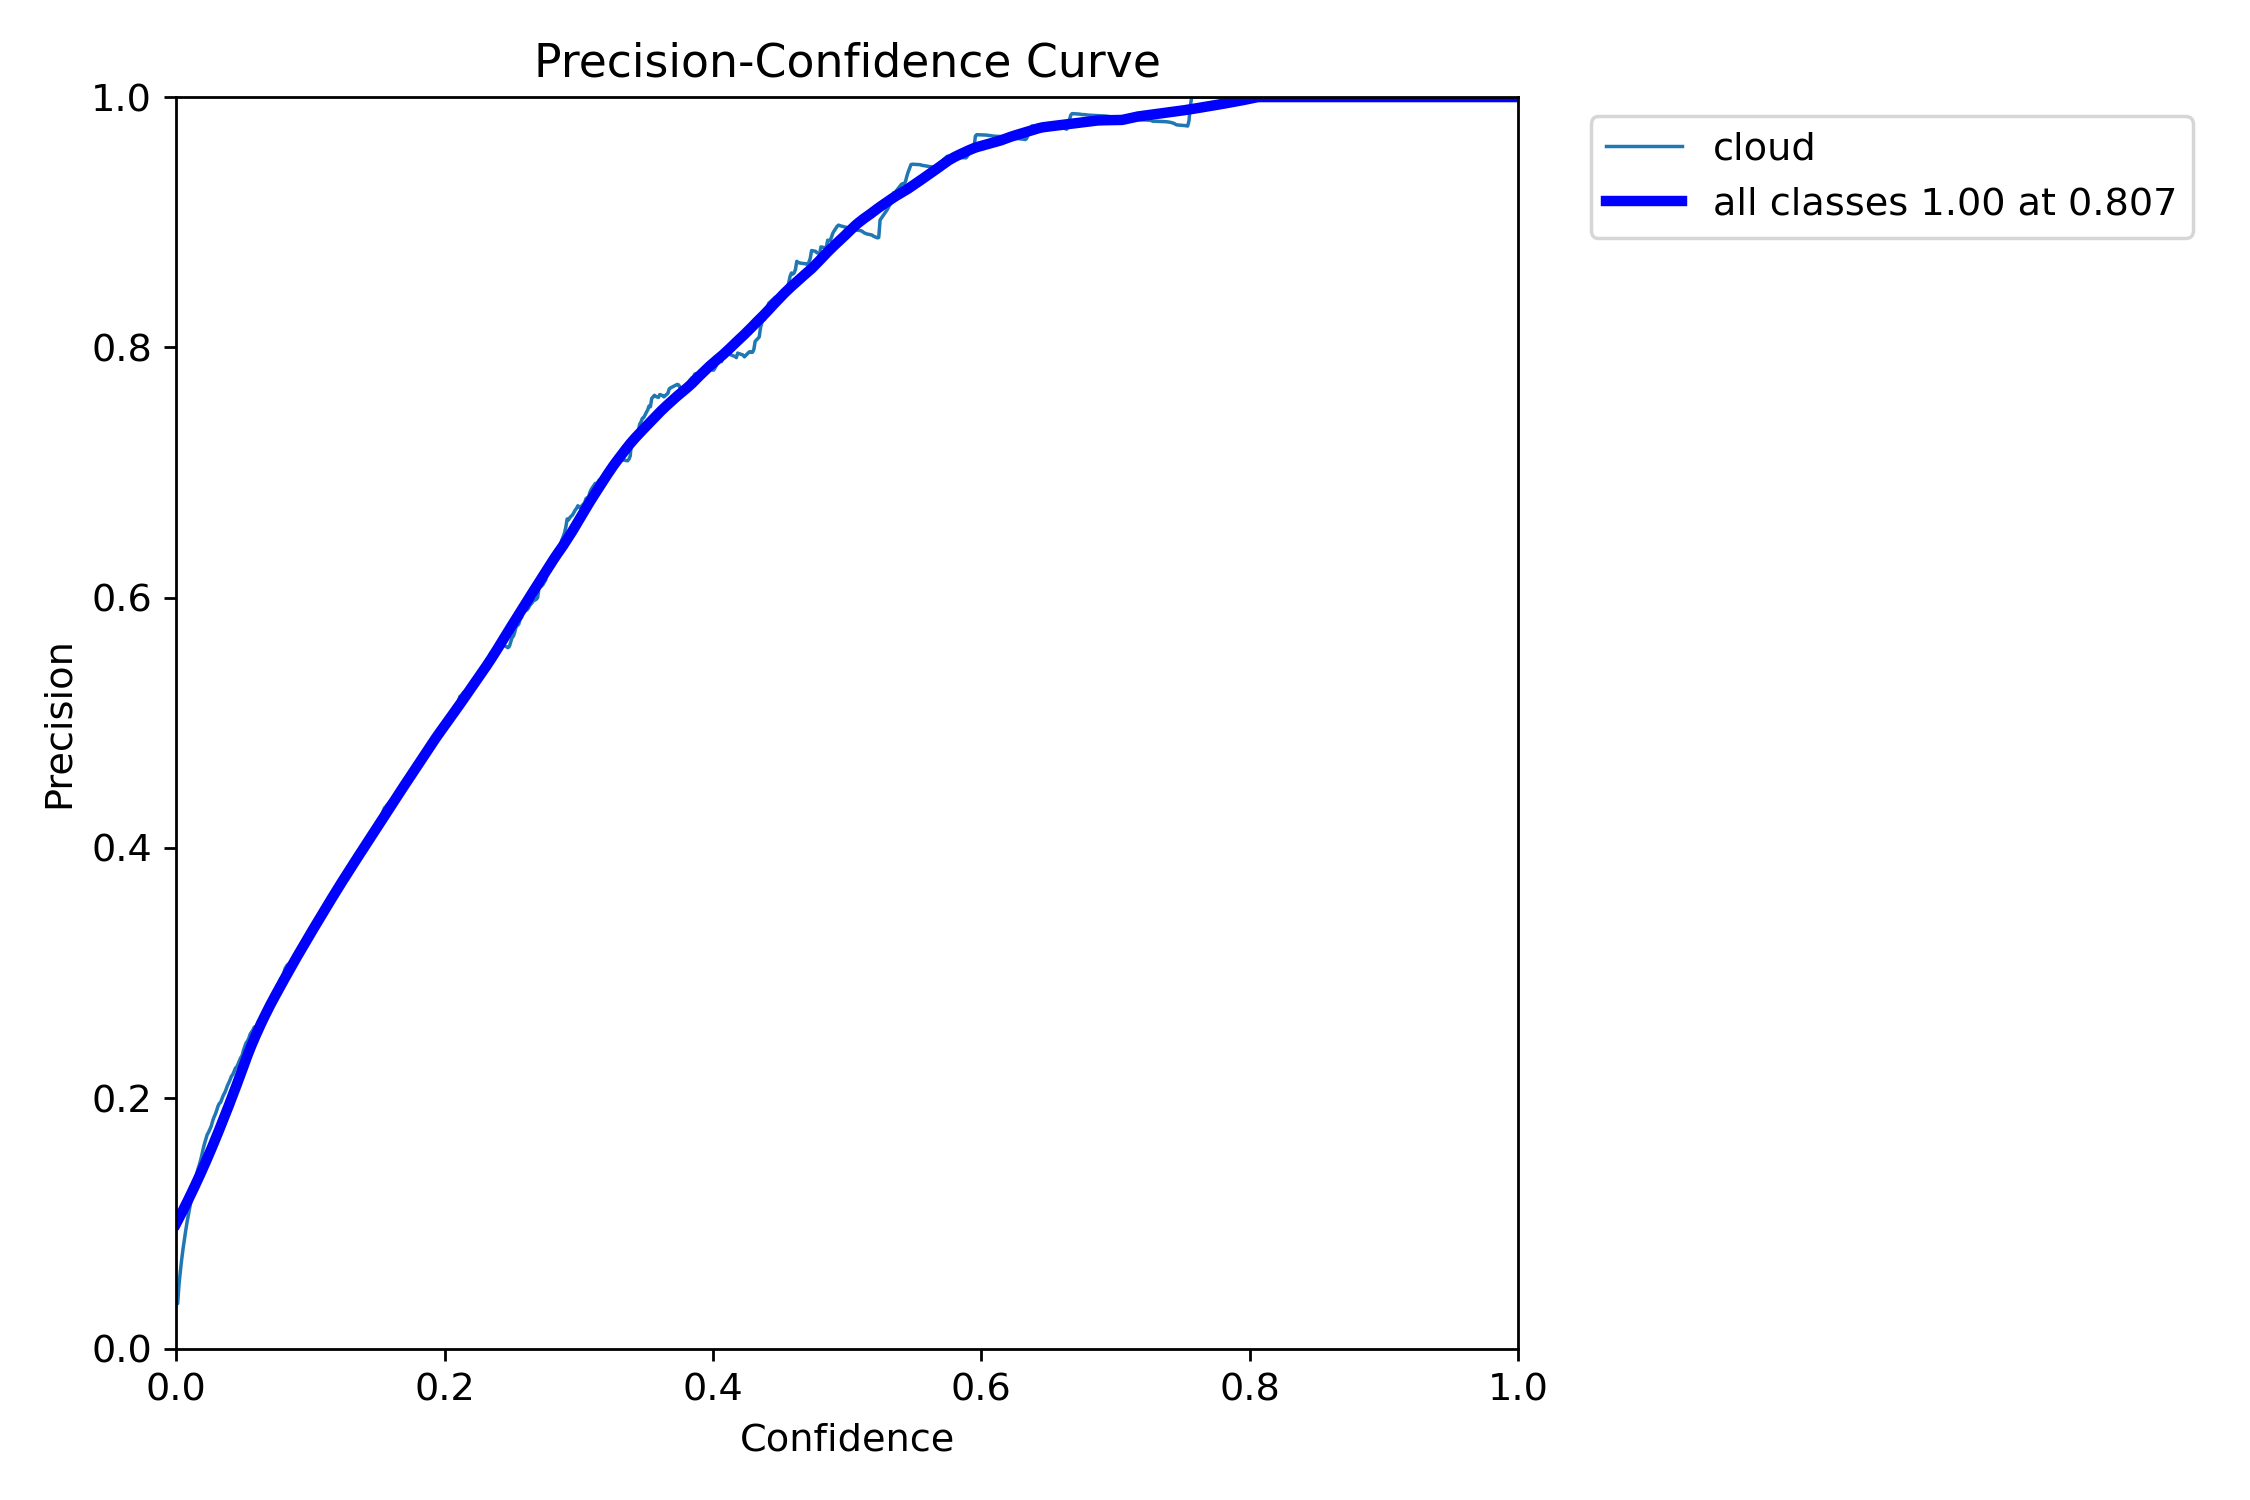 Precision-Confidence Curve
1.0
0.8
0.6
0.4
0.2
0.0
Precision
0.0 0.2 0.4 0.6 0.8 1.0
Confidence
cloud
all classes 1.00 at 0.807